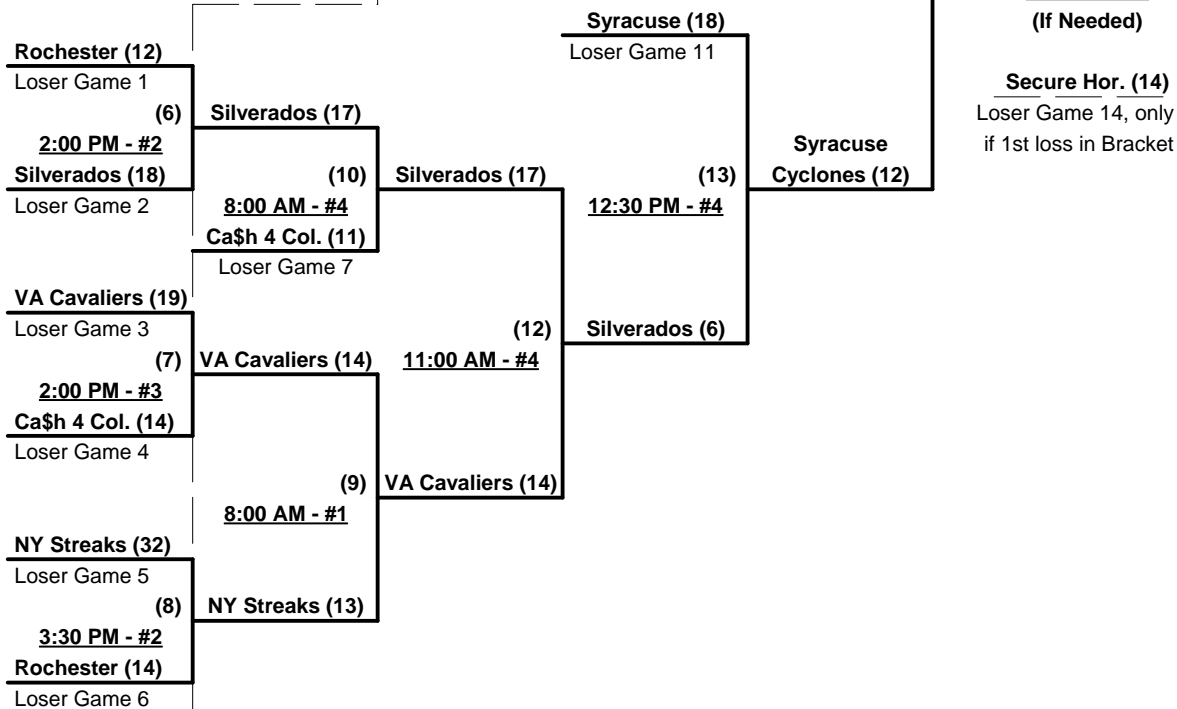 Syracuse (18)
(If Needed)
Rochester (12)
Loser Game 11
Loser Game 1
Secure Hor. (14)
(6)
Silverados (17)
Loser Game 14, only
2:00 PM - #2
Syracuse
if 1st loss in Bracket
Silverados (18)
(10)
Silverados (17)
(13)
Cyclones (12)
Loser Game 2
8:00 AM - #4
12:30 PM - #4
Ca$h 4 Col. (11)
Loser Game 7
VA Cavaliers (19)
Loser Game 3
(12)
Silverados (6)
(7)
VA Cavaliers (14)
11:00 AM - #4
2:00 PM - #3
Ca$h 4 Col. (14)
Loser Game 4
(9)
VA Cavaliers (14)
8:00 AM - #1
NY Streaks (32)
Loser Game 5
(8)
NY Streaks (13)
3:30 PM - #2
Rochester (14)
Loser Game 6